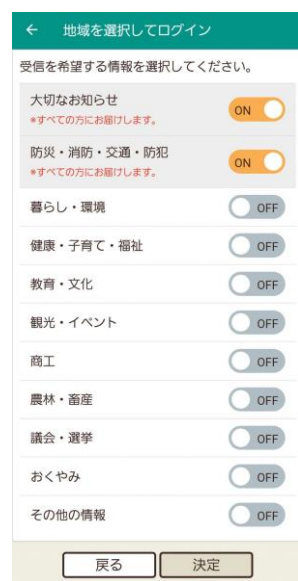 ← 地域を選択してログイン
受信を希望する情報を選択してください。
大切なお知らせ
*すべての方にお届けします。
ON
防災・消防・交通・防犯
*すべての方にお届けします。
ON
暮らし・環境 OFF
健康・子育て・福祉 OFF
教育・文化 OFF
観光・イベント OFF
商工 OFF
農林・畜産 OFF
議会・選挙 OFF
おくやみ OFF
その他の情報 OFF
戻る 決定